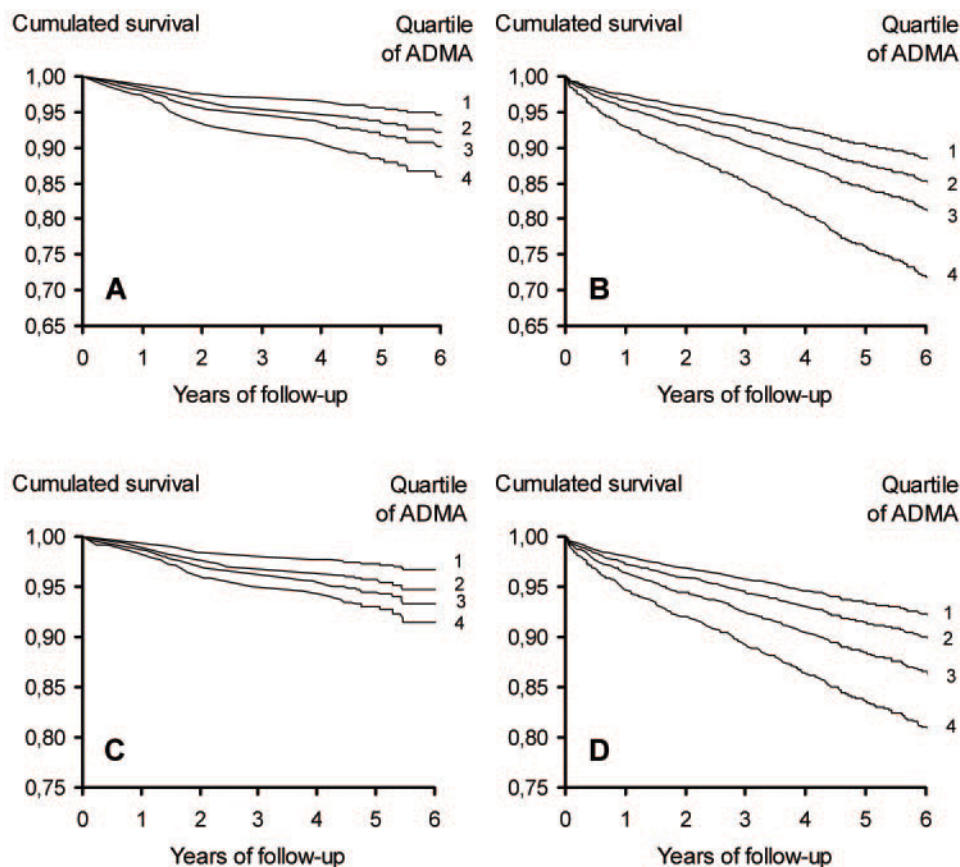 Cumulated survival
Quartile
of ADMA
1,00
0,95
0,90
0,85
0,80
0,75
0,70
0,65
1
2
3
4
A
0 1 2 3 4 5 6
Years of follow-up
Cumulated survival
Quartile
of ADMA
1,00
0,95
0,90
0,85
0,80
0,75
0,70
0,65
1
2
3
4
B
0 1 2 3 4 5 6
Years of follow-up
Cumulated survival
Quartile
of ADMA
1,00
0,95
0,90
0,85
0,80
0,75
1
2
3
4
C
0 1 2 3 4 5 6
Years of follow-up
Cumulated survival
Quartile
of ADMA
1,00
0,95
0,90
0,85
0,80
0,75
1
2
3
4
D
0 1 2 3 4 5 6
Years of follow-up